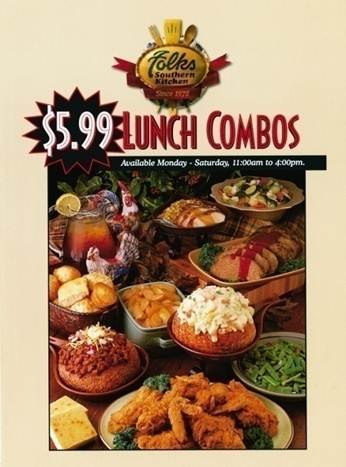 Folks
Southern
Kitchen
Since 1978
$5.99 LUNCH COMBOS
Available Monday - Saturday, 11:00am to 4:00pm.